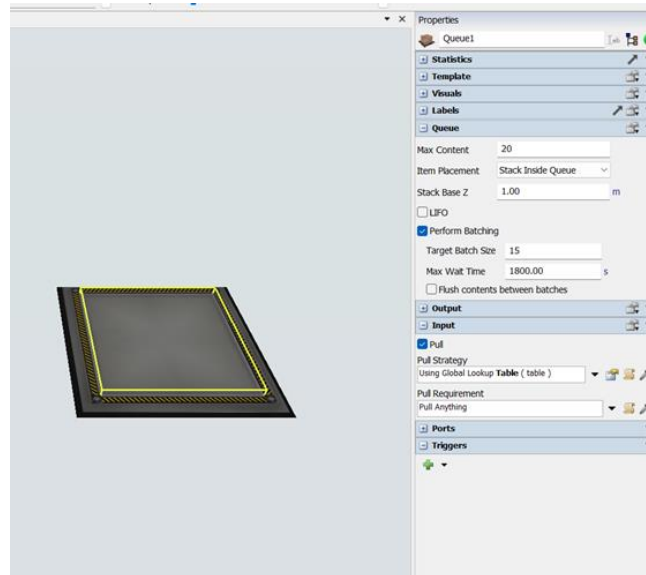 Properties
Queue1
Statistics
Template
Visuals
Labels
Queue
Max Content 20
Item Placement Stack Inside Queue
Stack Base Z 1.00 m
LIFO
Perform Batching
Target Batch Size 15
Max Wait Time 1800.00 s
Flush contents between batches
Output
Input
Pull
Pull Strategy
Using Global Lookup Table ( table )
Pull Requirement
Pull Anything
Ports
Triggers